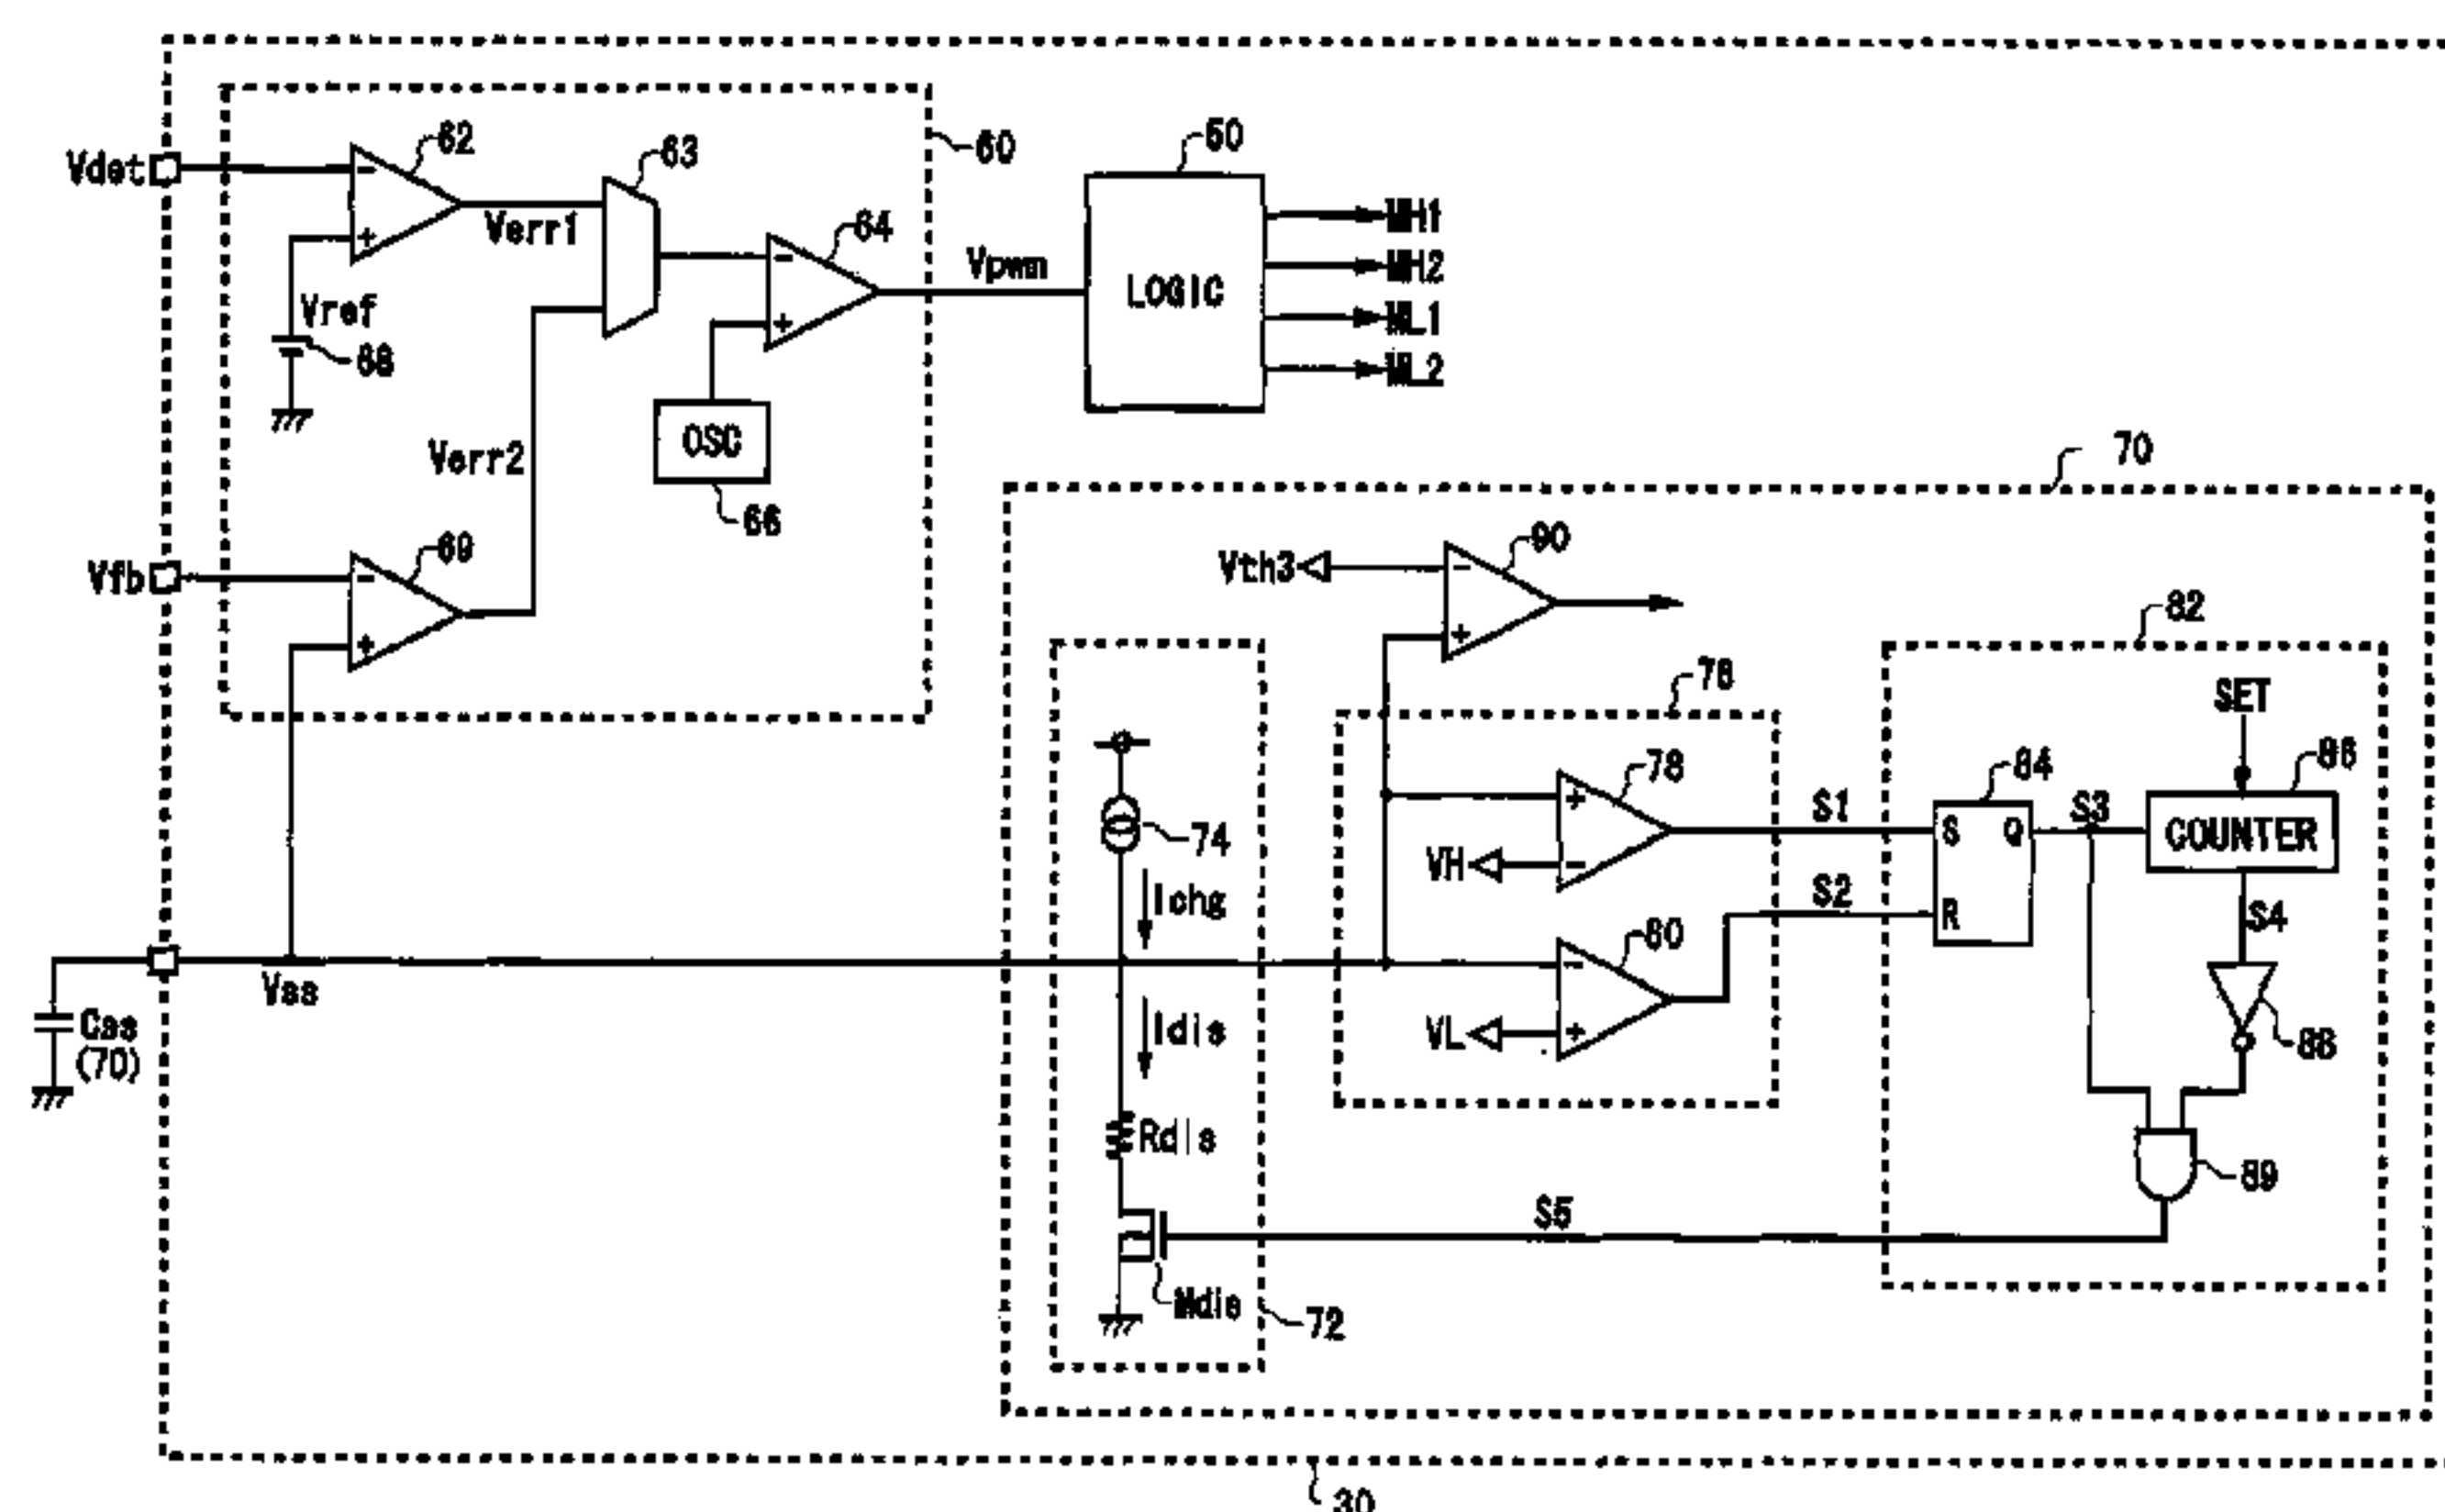 Vdet
62
63
60
50
Verr1
64
Vpwm
LOGIC
MH1
MH2
ML1
ML2
Vref
68
OSC
66
Verr2
70
Vfb
69
Vth3
90
82
76
SET
78
84
86
S1
S
Q
S3
COUNTER
74
VH
Ichg
S2
R
S4
80
Vss
Css
(70)
Idis
VL
88
Rdis
89
S5
Mdis
72
30